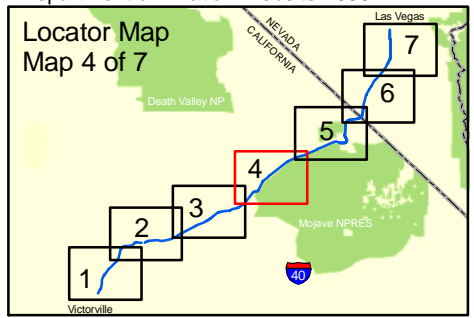 Locator Map
Map 4 of 7
Las Vegas
NEVADA
CALIFORNIA
Death Valley NP
7
6
5
4
3
2
1
Mojave NPRES
40
Victorville